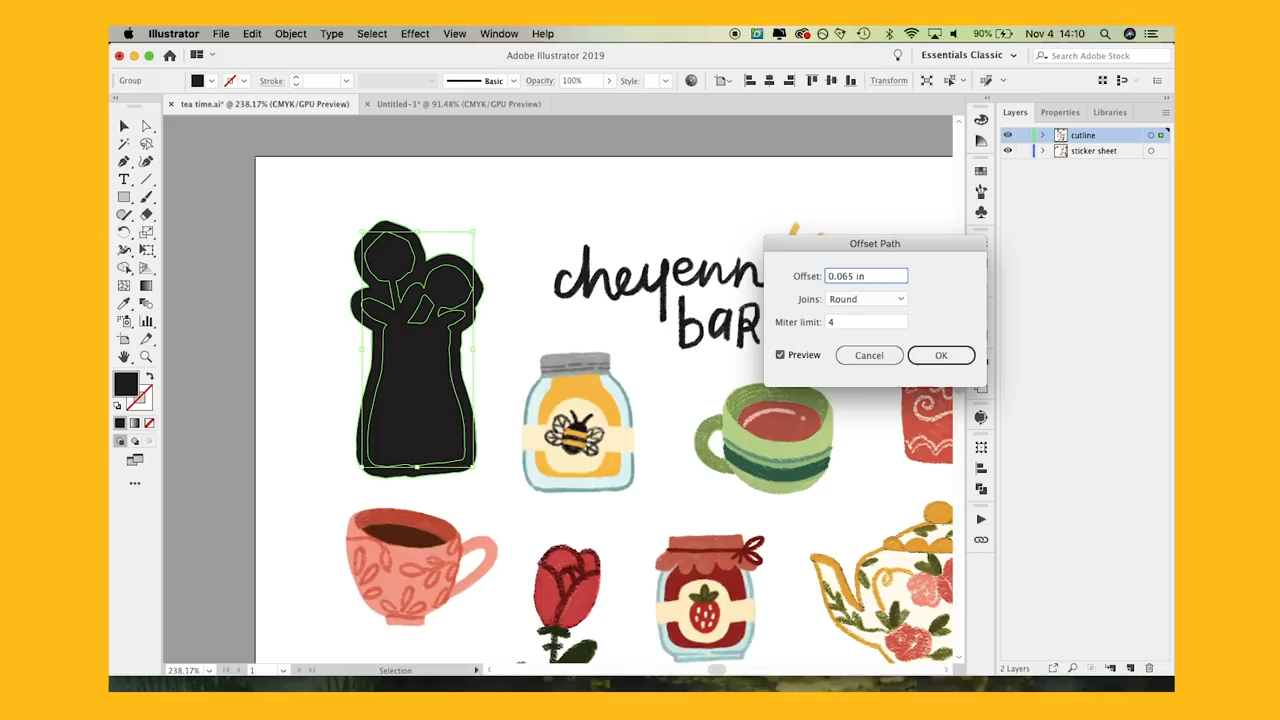 Illustrator File Edit Object Type Select Effect View Window Help 90% Nov 4 14:10
Adobe Illustrator 2019 Essentials Classic Search Adobe Stock
Group Stroke: Basic Opacity: 100% Style: Transform
tea time.ai* @ 238.17% (CMYK/GPU Preview) Untitled-1* @ 91.48% (CMYK/GPU Preview) Layers Properties Libraries
cutline
sticker sheet
Offset Path
Offset: 0.065 in
Joins: Round
Miter limit: 4
Preview Cancel OK
cheyenn
baR
238.17% 1 Selection 2 Layers